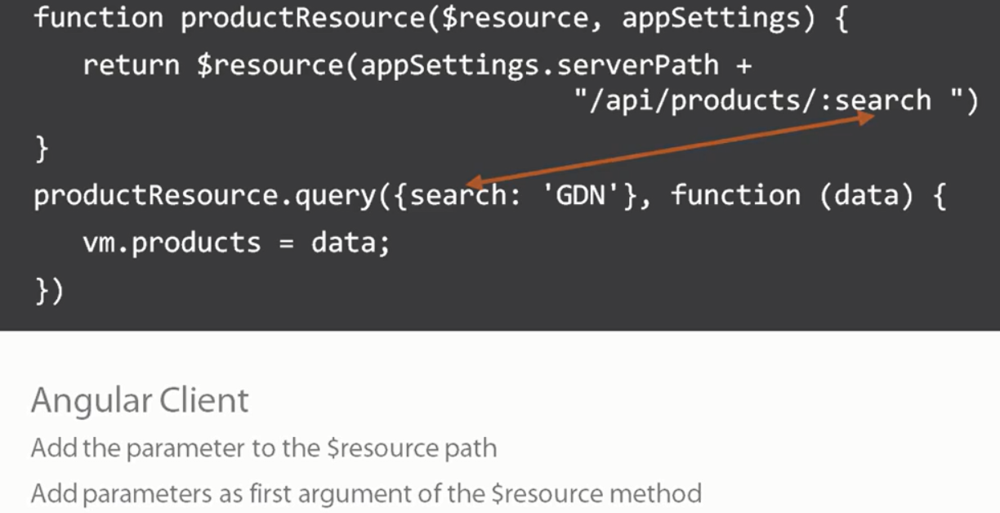 function productResource($resource, appSettings) {
return $resource(appSettings.serverPath +
"/api/products/:search ")
}
productResource.query({search: 'GDN'}, function (data) {
vm.products = data;
})
Angular Client
Add the parameter to the $resource path
Add parameters as first argument of the $resource method